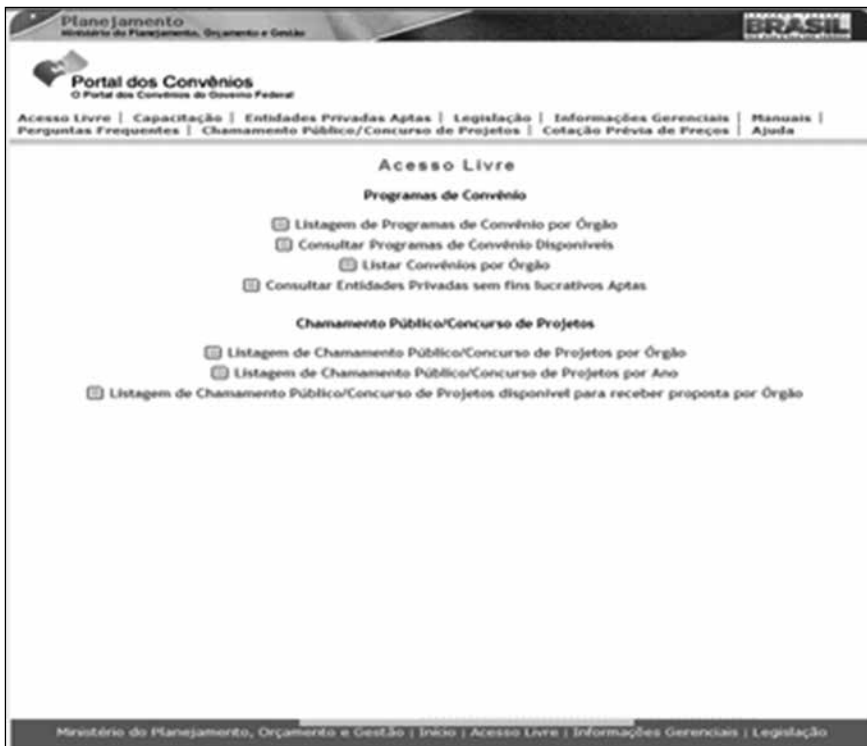 Planejamento
Ministério do Planejamento, Orçamento e Gestão
BRASIL
Portal dos Convênios
O Portal dos Convênios do Governo Federal
Acesso Livre | Capacitação | Entidades Privadas Aptas | Legislação | Informações Gerenciais | Manuais |
Perguntas Frequentes | Chamamento Público/Concurso de Projetos | Cotação Prévia de Preços | Ajuda
Acesso Livre
Programas de Convênio
Listagem de Programas de Convênio por Órgão
Consultar Programas de Convênio Disponíveis
Listar Convênios por Órgão
Consultar Entidades Privadas sem fins lucrativos Aptas
Chamamento Público/Concurso de Projetos
Listagem de Chamamento Público/Concurso de Projetos por Órgão
Listagem de Chamamento Público/Concurso de Projetos por Ano
Listagem de Chamamento Público/Concurso de Projetos disponível para receber proposta por Órgão
Ministério do Planejamento, Orçamento e Gestão | Início | Acesso Livre | Informações Gerenciais | Legislação